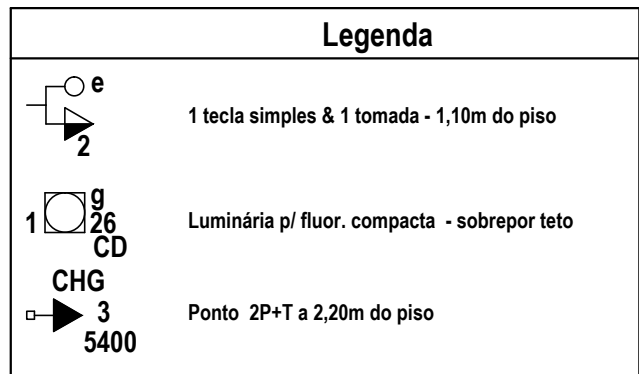 Legenda
e
1 tecla simples & 1 tomada - 1,10m do piso
2
g
1 26 Luminária p/ fluor. compacta - sobrepor teto
CD
CHG
3 Ponto 2P+T a 2,20m do piso
5400